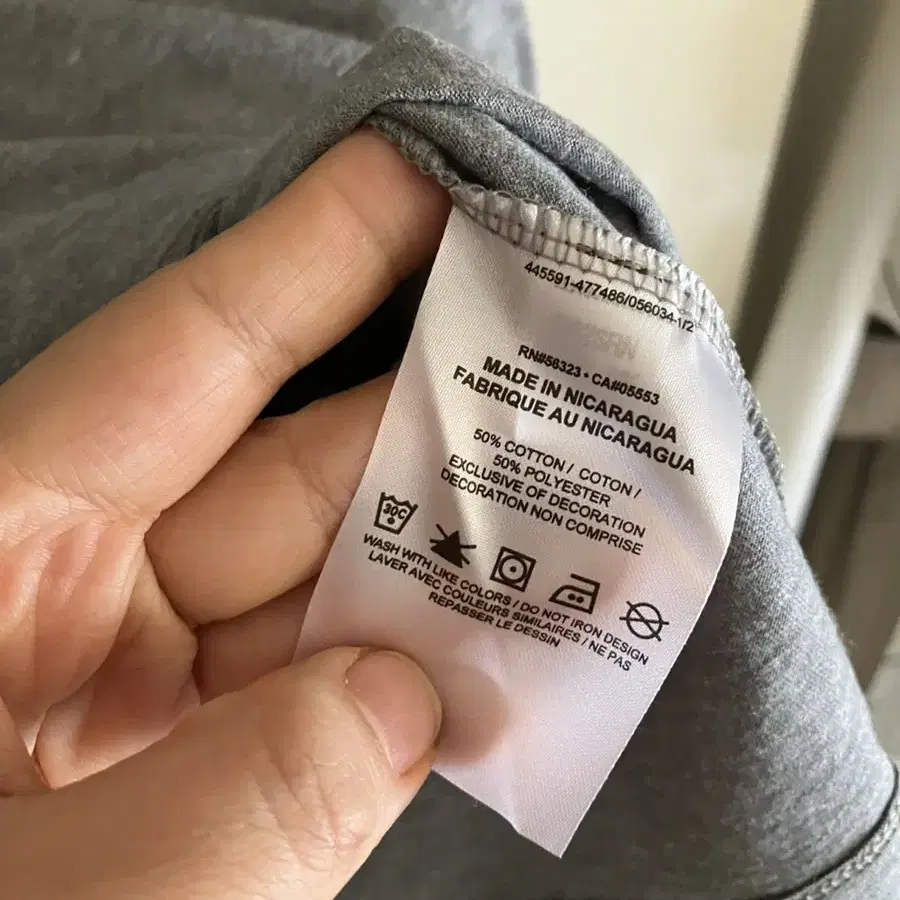 445591-477486/056034-1/2
RN#56323 • CA#05553
MADE IN NICARAGUA
FABRIQUE AU NICARAGUA
50% COTTON / COTON /
50% POLYESTER
EXCLUSIVE OF DECORATION
DECORATION NON COMPRISE
30C
WASH WITH LIKE COLORS / DO NOT IRON DESIGN
LAVER AVEC COULEURS SIMILAIRES / NE PAS
REPASSER LE DESSIN